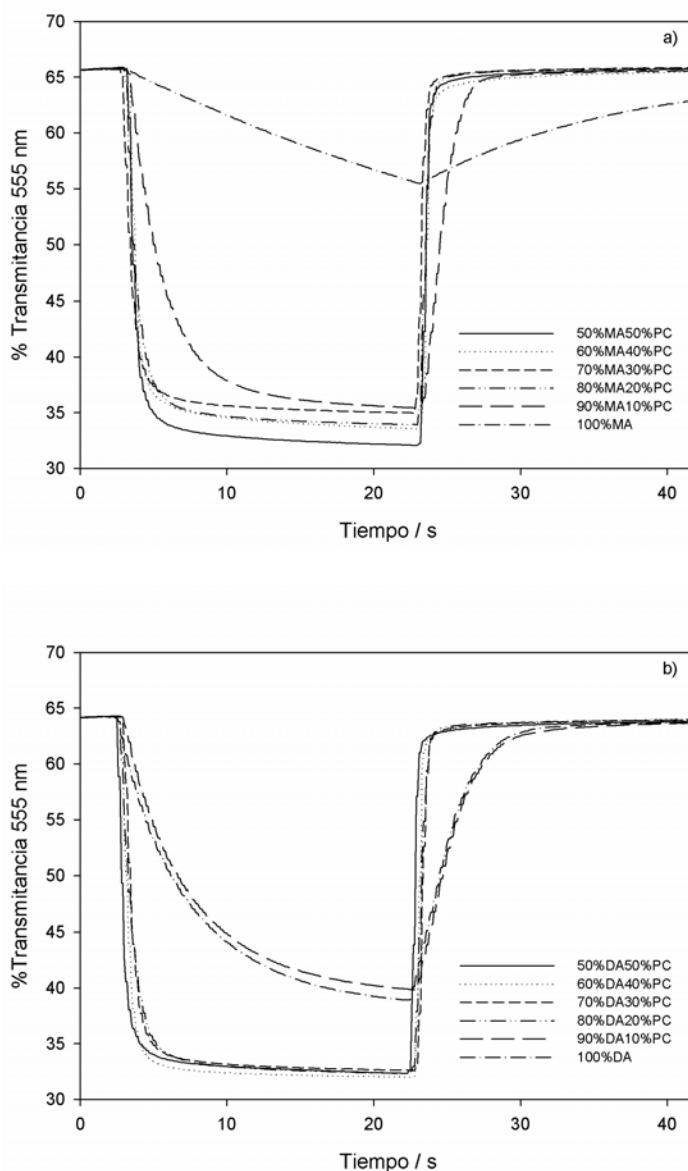 a)
70
65
60
55
50
45
40
35
30
% Transmitancia 555 nm
50%MA50%PC
60%MA40%PC
70%MA30%PC
80%MA20%PC
90%MA10%PC
100%MA
0 10 20 30 40
Tiempo / s
b)
70
65
60
55
50
45
40
35
30
%Transmitancia 555 nm
50%DA50%PC
60%DA40%PC
70%DA30%PC
80%DA20%PC
90%DA10%PC
100%DA
0 10 20 30 40
Tiempo / s